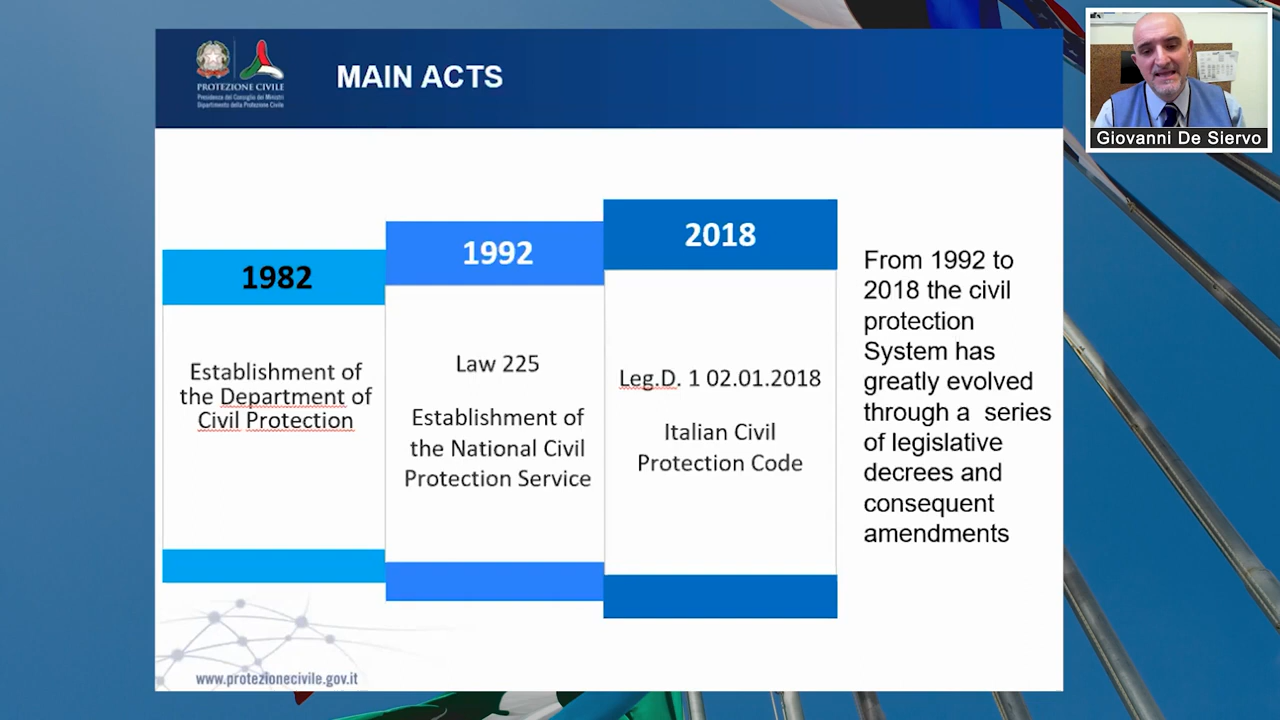 PROTEZIONE CIVILE
Presidenza del Consiglio dei Ministri
Dipartimento della Protezione Civile
MAIN ACTS
Giovanni De Siervo
1982
Establishment of
the Department of
Civil Protection
1992
Law 225
Establishment of
the National Civil
Protection Service
2018
Leg.D. 1 02.01.2018
Italian Civil
Protection Code
From 1992 to
2018 the civil
protection
System has
greatly evolved
through a series
of legislative
decrees and
consequent
amendments
www.protezionecivile.gov.it